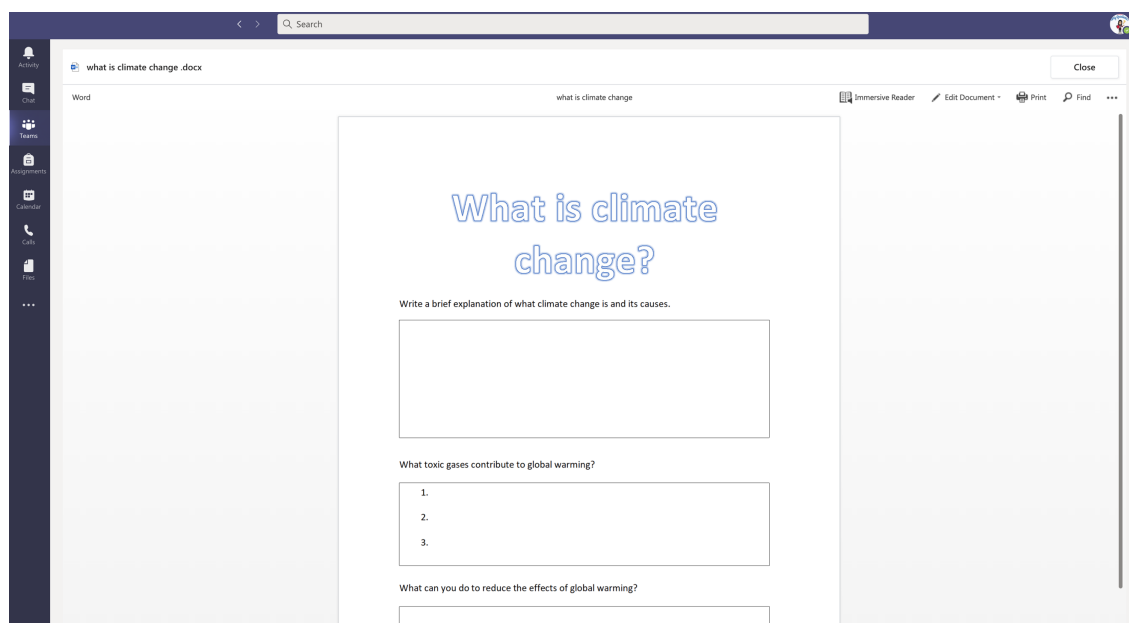 Search
Activity
Chat
Teams
Assignments
Calendar
Calls
Files
what is climate change .docx
Close
Word
what is climate change
Immersive Reader
Edit Document
Print
Find
What is climate
change?
Write a brief explanation of what climate change is and its causes.
What toxic gases contribute to global warming?
1.
2.
3.
What can you do to reduce the effects of global warming?